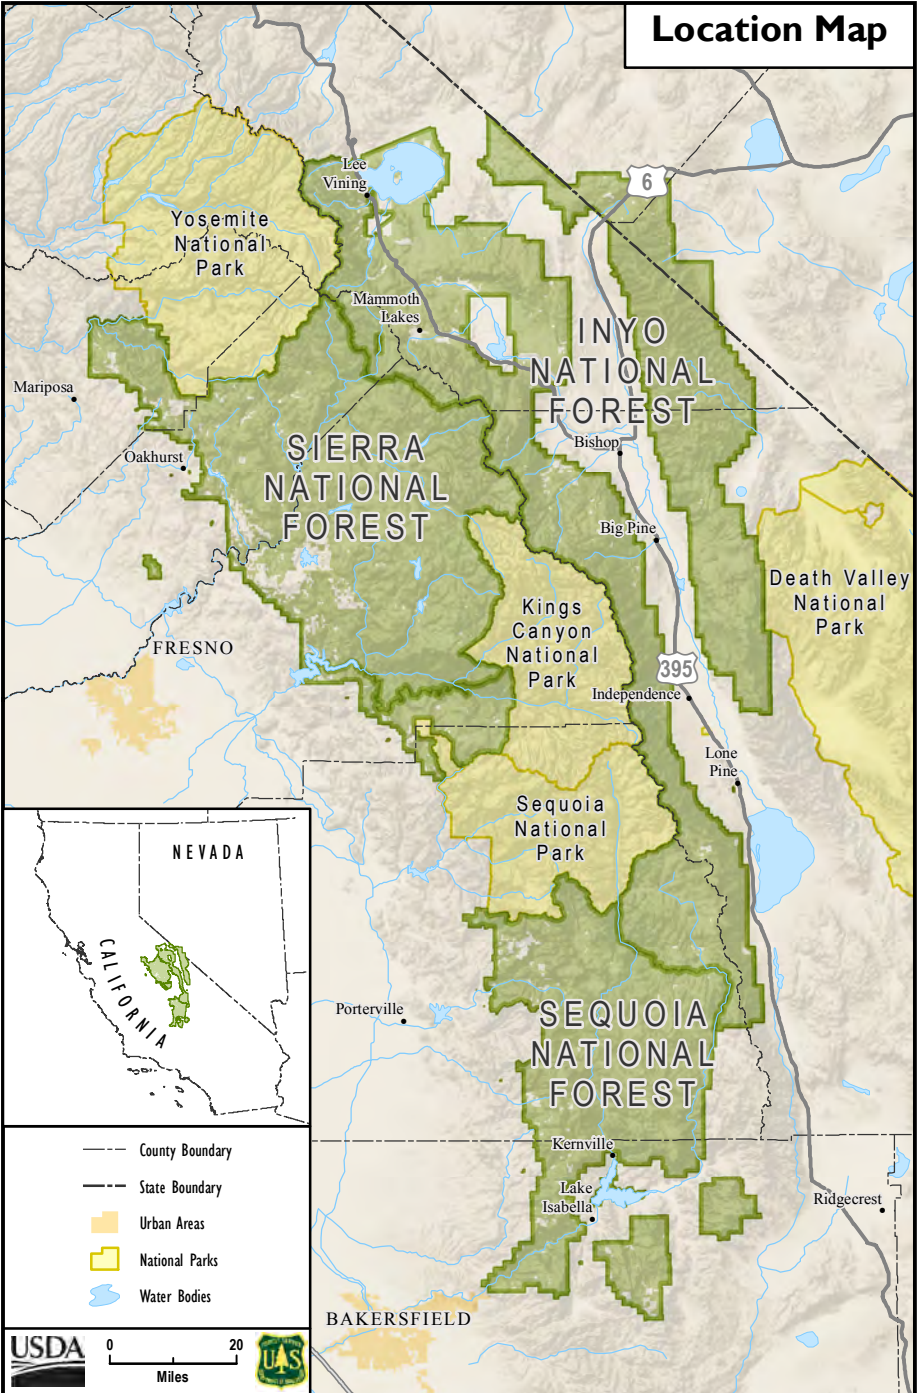 Location Map
6
Lee
Vining
Yosemite
National
Park
Mammoth
Lakes
INYO
NATIONAL
FOREST
Mariposa
Bishop
Oakhurst
SIERRA
NATIONAL
FOREST
Big Pine
Death Valley
National
Park
Kings
Canyon
National
Park
FRESNO
395
Independence
Lone
Pine
Sequoia
National
Park
NEVADA
CALIFORNIA
Porterville
SEQUOIA
NATIONAL
FOREST
Kernville
Lake
Isabella
Ridgecrest
BAKERSFIELD
County Boundary
State Boundary
Urban Areas
National Parks
Water Bodies
USDA
0 20
Miles
U S